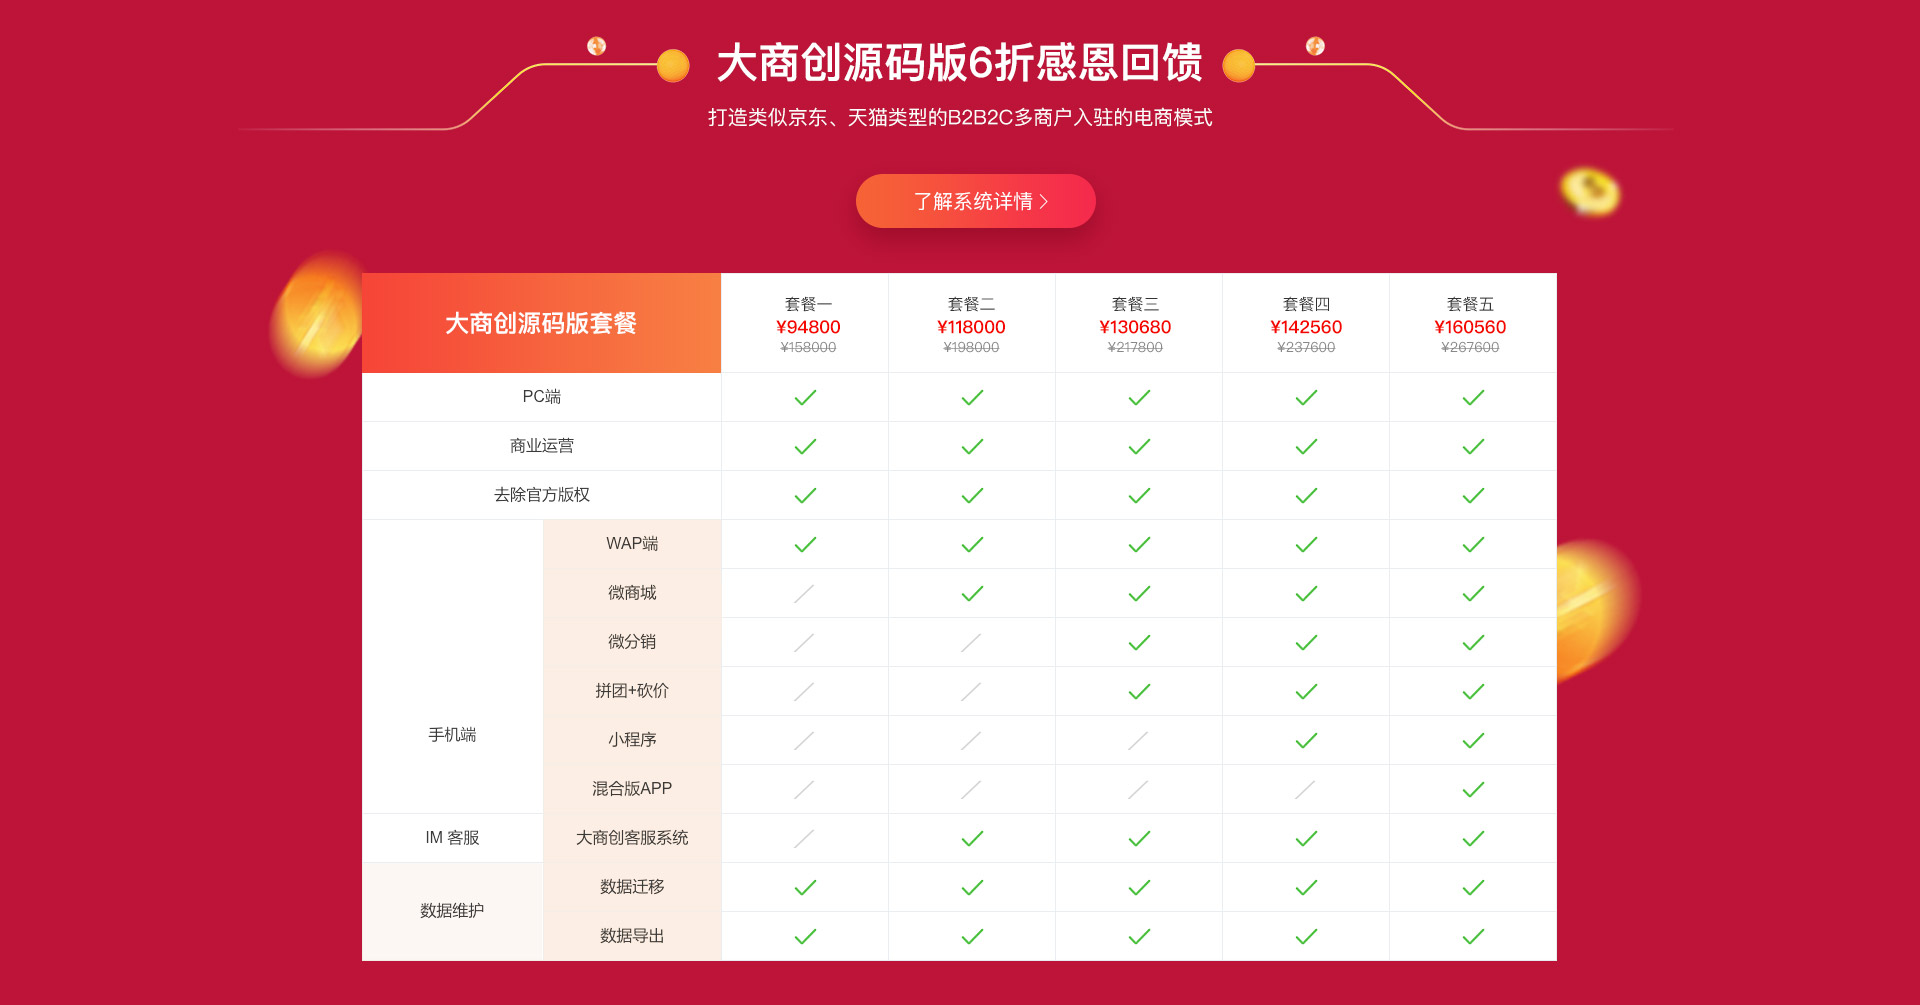 大商创源码版6折感恩回馈
打造类似京东、天猫类型的B2B2C多商户入驻的电商模式
了解系统详情
大商创源码版套餐
套餐一
¥94800
¥158000
套餐二
¥118000
¥198000
套餐三
¥130680
¥217800
套餐四
¥142560
¥237600
套餐五
¥160560
¥267600
PC端
商业运营
去除官方版权
手机端
WAP端
微商城
微分销
拼团+砍价
小程序
混合版APP
IM 客服
大商创客服系统
数据维护
数据迁移
数据导出